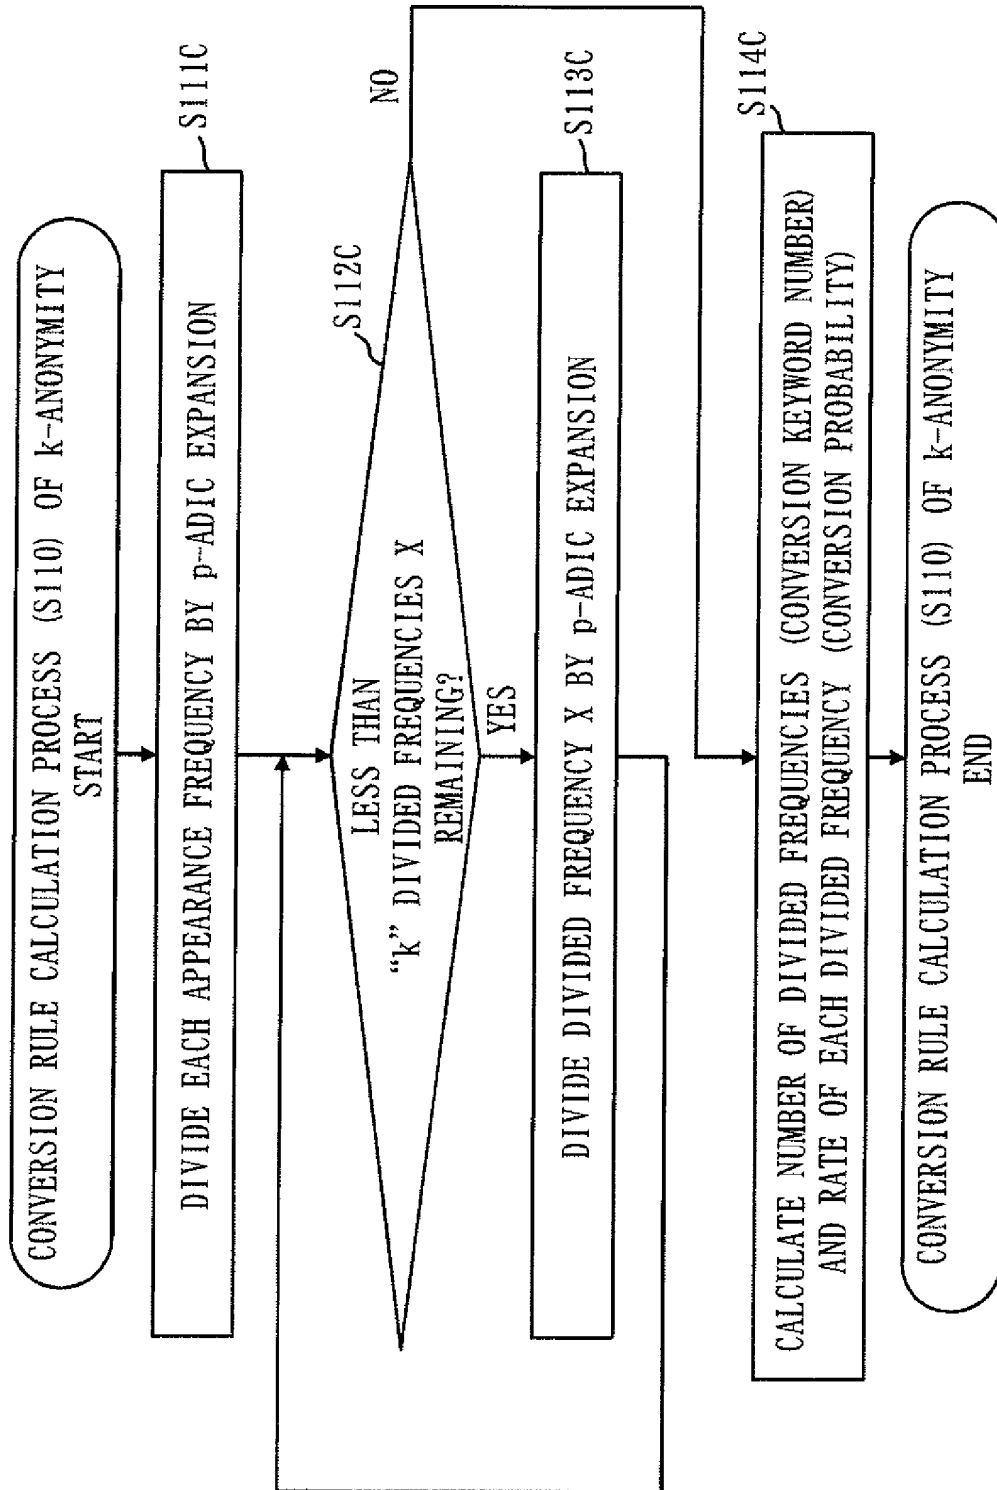 CONVERSION RULE CALCULATION PROCESS (S110) OF k-ANONYMITY
START
S111C
DIVIDE EACH APPEARANCE FREQUENCY BY p-ADIC EXPANSION
S112C
NO
LESS THAN
“k” DIVIDED FREQUENCIES X
REMAINING?
YES
S113C
DIVIDE DIVIDED FREQUENCY X BY p-ADIC EXPANSION
S114C
CALCULATE NUMBER OF DIVIDED FREQUENCIES (CONVERSION KEYWORD NUMBER)
AND RATE OF EACH DIVIDED FREQUENCY (CONVERSION PROBABILITY)
CONVERSION RULE CALCULATION PROCESS (S110) OF k-ANONYMITY
END